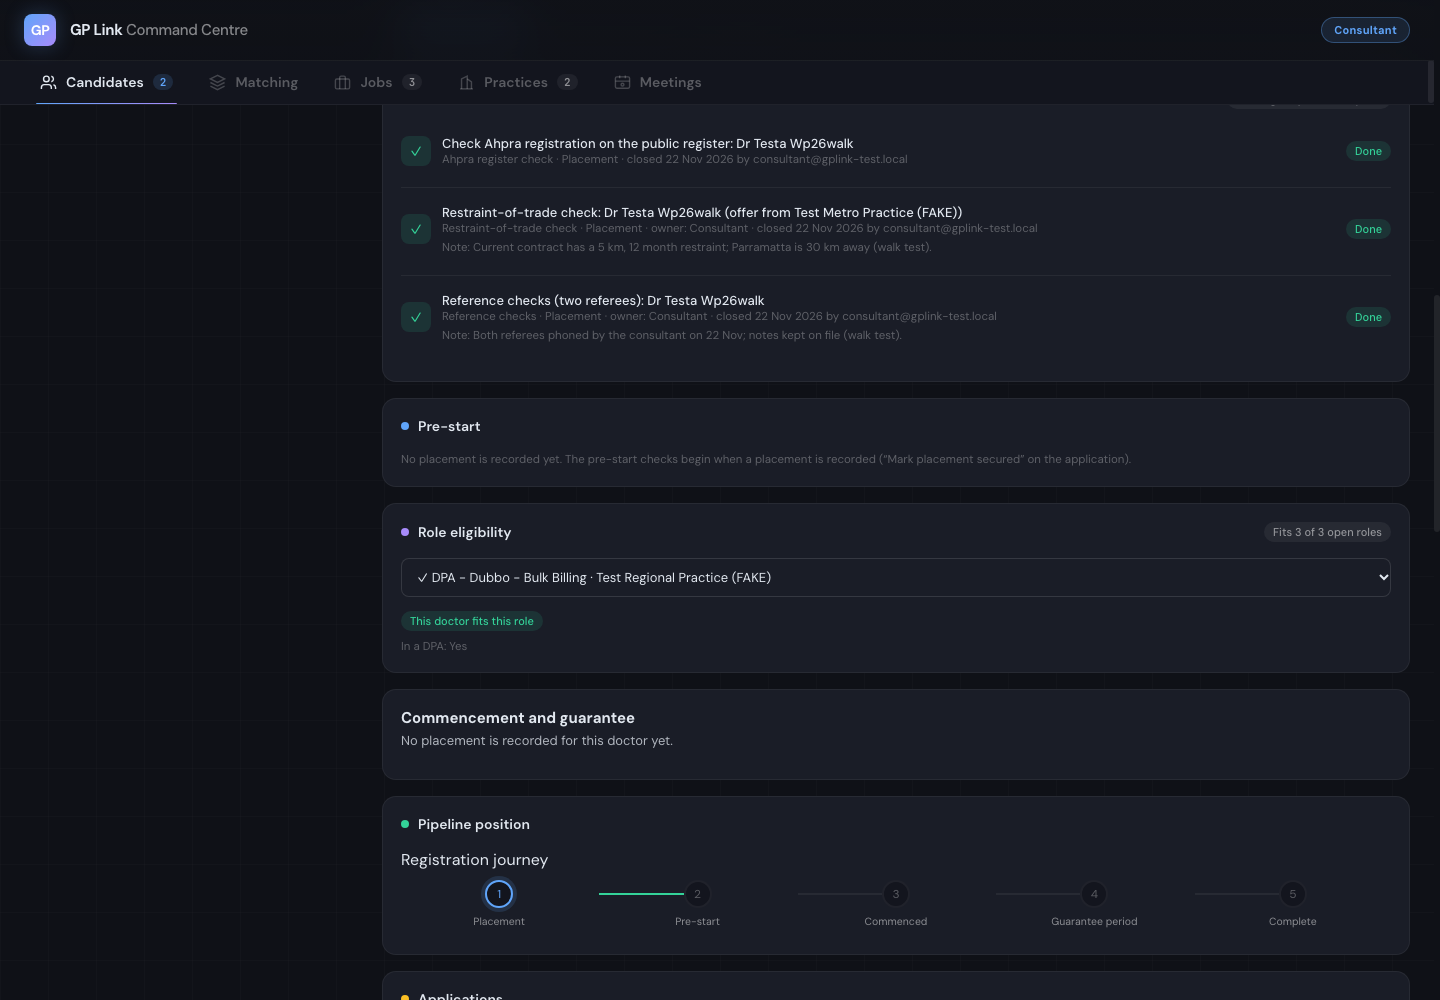 GP
GP Link Command Centre
Consultant
Candidates 2
Matching
Jobs 3
Practices 2
Meetings
Check Ahpra registration on the public register: Dr Testa Wp26walk
Ahpra register check · Placement · closed 22 Nov 2026 by consultant@gplink-test.local
Done
Restraint-of-trade check: Dr Testa Wp26walk (offer from Test Metro Practice (FAKE))
Restraint-of-trade check · Placement · owner: Consultant · closed 22 Nov 2026 by consultant@gplink-test.local
Note: Current contract has a 5 km, 12 month restraint; Parramatta is 30 km away (walk test).
Done
Reference checks (two referees): Dr Testa Wp26walk
Reference checks · Placement · owner: Consultant · closed 22 Nov 2026 by consultant@gplink-test.local
Note: Both referees phoned by the consultant on 22 Nov; notes kept on file (walk test).
Done
Pre-start
No placement is recorded yet. The pre-start checks begin when a placement is recorded (“Mark placement secured” on the application).
Role eligibility
Fits 3 of 3 open roles
✓ DPA - Dubbo - Bulk Billing · Test Regional Practice (FAKE)
This doctor fits this role
In a DPA: Yes
Commencement and guarantee
No placement is recorded for this doctor yet.
Pipeline position
Registration journey
1 2 3 4 5
Placement Pre-start Commenced Guarantee period Complete
Applications